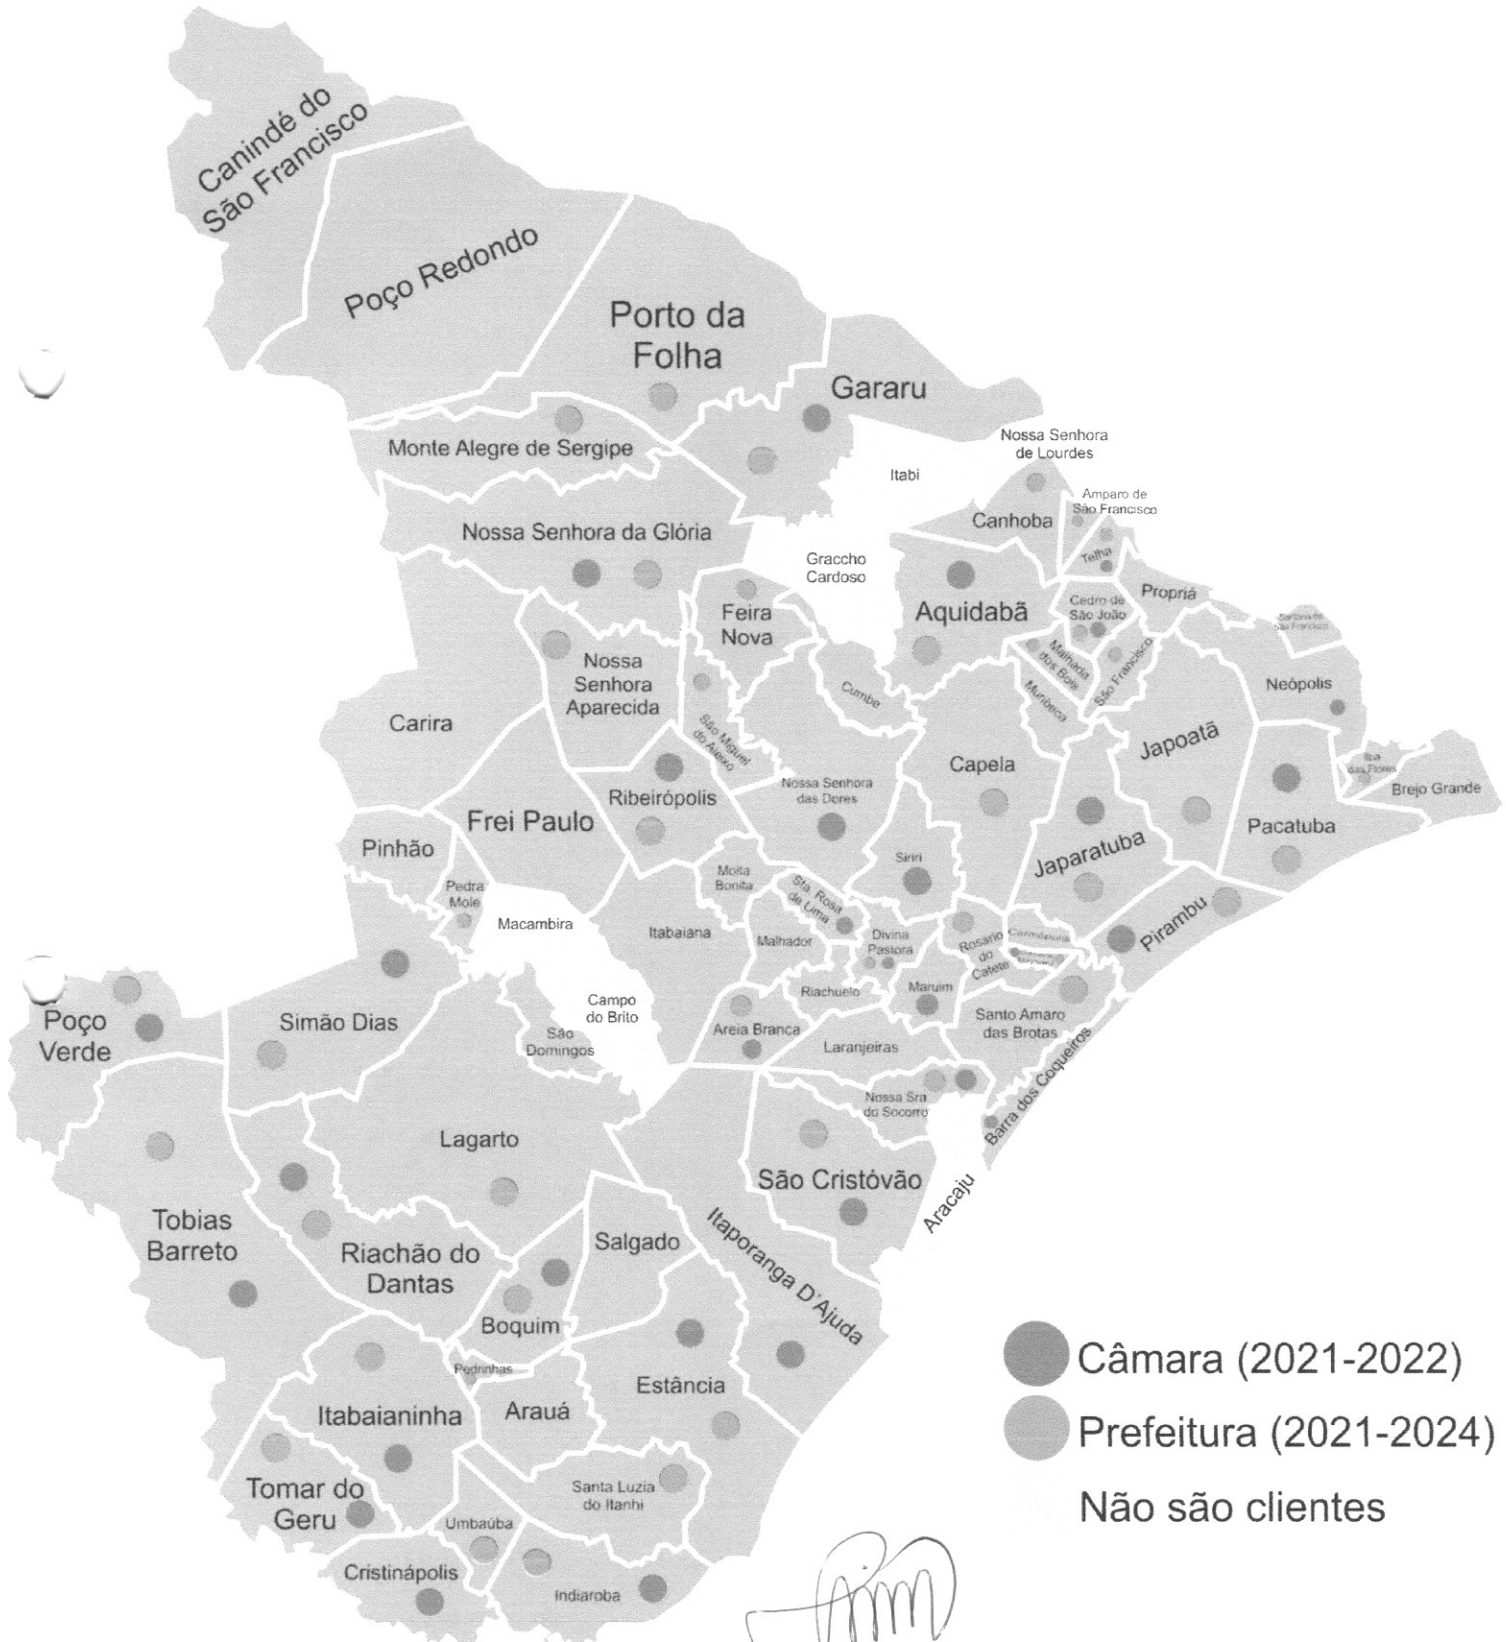 Canindé do
São Francisco
Poço Redondo
Porto da
Folha
Gararu
Monte Alegre de Sergipe
Itabi
Nossa Senhora
de Lourdes
Canhoba
Amparo de
São Francisco
Telha
Nossa Senhora da Glória
Graccho
Cardoso
Feira
Nova
Aquidabã
Cedro de
São João
Propriá
São Francisco
Malhada
dos Bois
São Francisco
Muribeca
Neópolis
Nossa
Senhora
Aparecida
Cumbe
Carira
São Miguel
do Aleixo
Japoatã
Capela
Nossa Senhora
das Dores
Ilha
das Flores
Brejo Grande
Ribeirópolis
Frei Paulo
Pacatuba
Pinhão
Japaratuba
Siriri
Moita
Bonita
Pedra
Mole
Sta. Rosa
de Lima
Macambira
Itabaiana
Malhador
Divina
Pastora
Rosário
do
Catete
Carmópolis
Pirambu
Riachuelo
Maruim
Campo
do Brito
Santo Amaro
das Brotas
Poço
Verde
Simão Dias
São
Domingos
Areia Branca
Laranjeiras
Barra dos Coqueiros
Nossa Sra
do Socorro
Lagarto
São Cristóvão
Aracaju
Tobias
Barreto
Riachão do
Dantas
Salgado
Itaporanga D'Ajuda
Boquim
Pedrinhas
Estância
Itabaianinha
Arauá
Câmara (2021-2022)
Prefeitura (2021-2024)
Não são clientes
Tomar do
Geru
Santa Luzia
do Itanhi
Umbaúba
Cristinápolis
Indiaroba